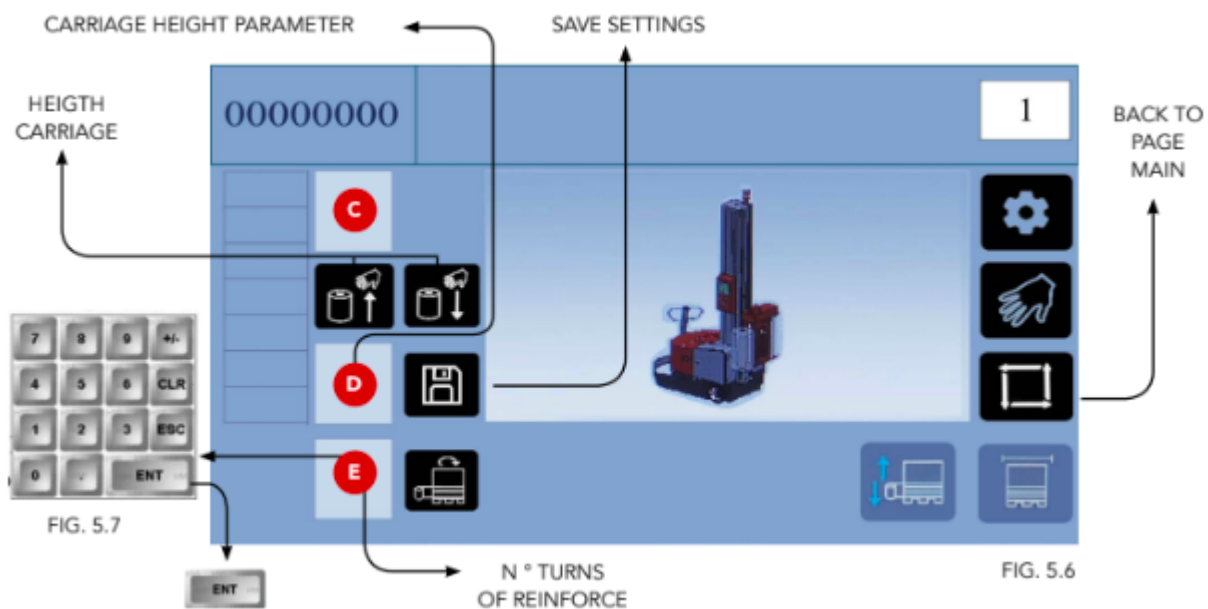 CARRIAGE HEIGHT PARAMETER
SAVE SETTINGS
HEIGTH
CARRIAGE
00000000
1
BACK TO
PAGE
MAIN
C
D
E
7 8 9 +/-
4 5 6 CLR
1 2 3 ESC
0 . ENT
FIG. 5.7
ENT
N ° TURNS
OF REINFORCE
FIG. 5.6